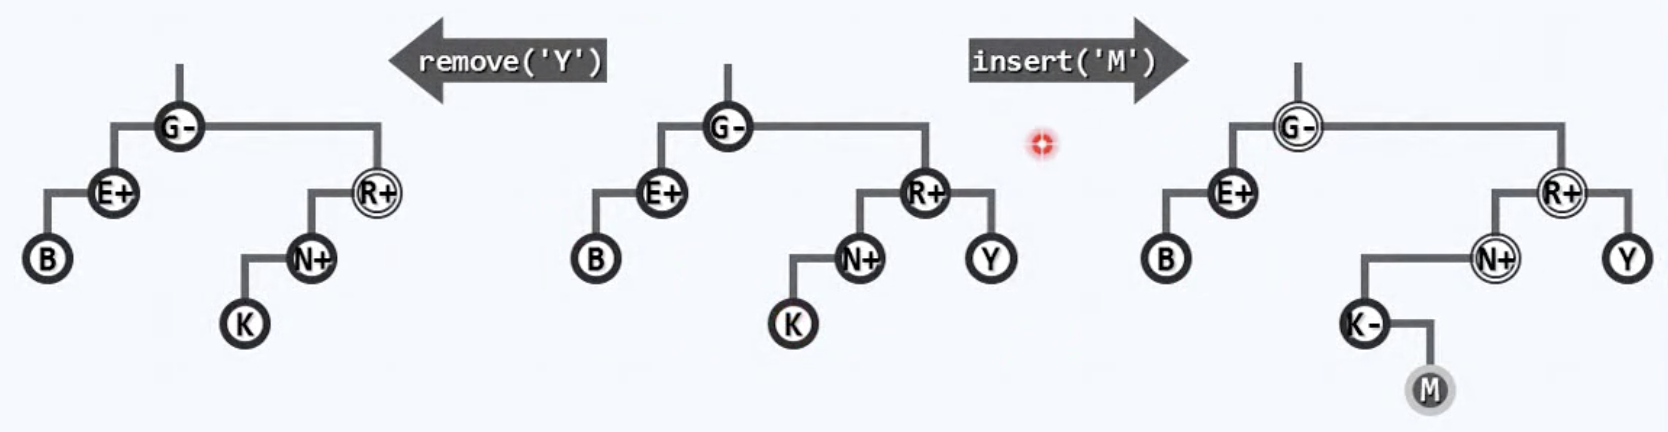 remove('Y')
insert('M')
G-
E+
R+
B
N+
K
G-
E+
R+
B
N+
Y
K
G-
E+
R+
B
N+
Y
K-
M